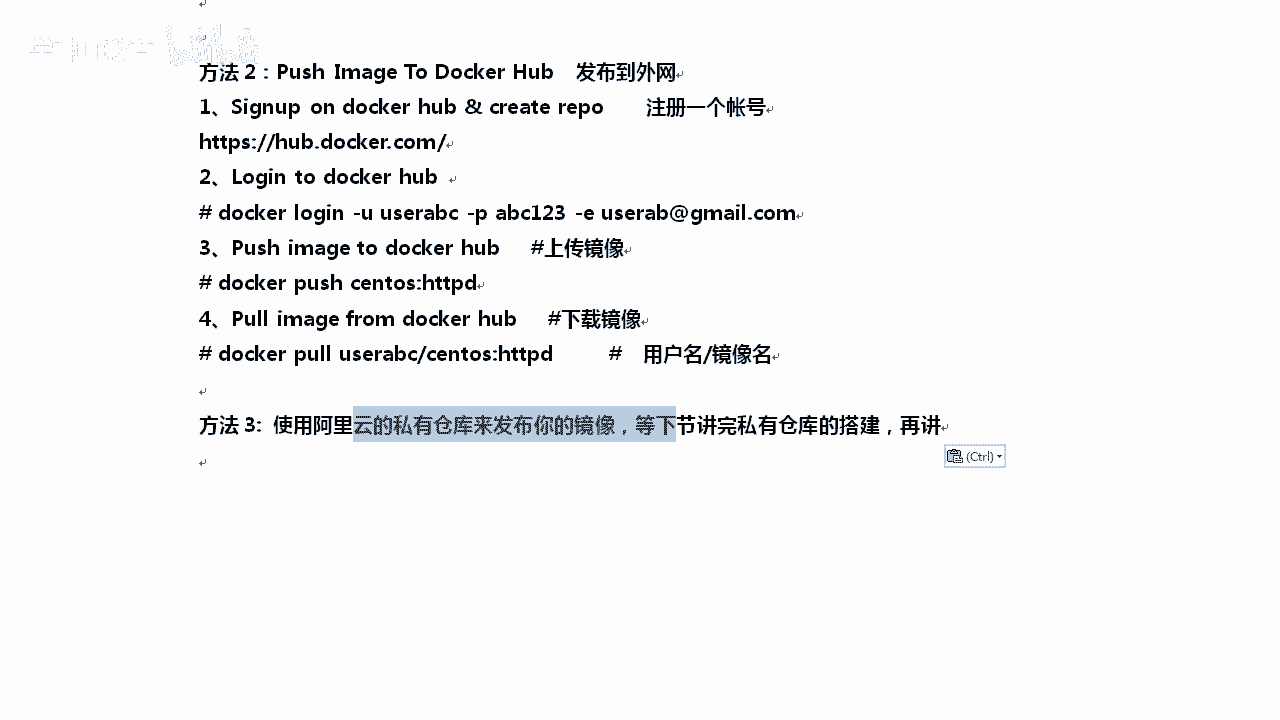 方法 2：Push Image To Docker Hub 发布到外网
1、Signup on docker hub & create repo 注册一个帐号
https://hub.docker.com/
2、Login to docker hub
# docker login -u userabc -p abc123 -e userab@gmail.com
3、Push image to docker hub #上传镜像
# docker push centos:httpd
4、Pull image from docker hub #下载镜像
# docker pull userabc/centos:httpd # 用户名/镜像名
方法 3: 使用阿里云的私有仓库来发布你的镜像，等下节讲完私有仓库的搭建，再讲
(Ctrl)